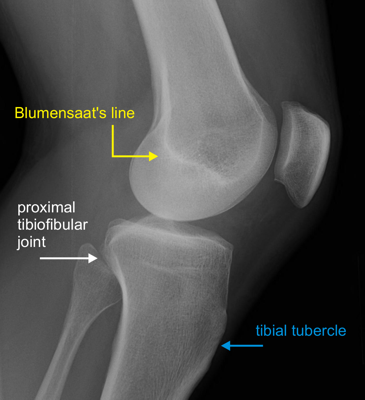 Blumensaat's line
proximal
tibiofibular
joint
tibial tubercle